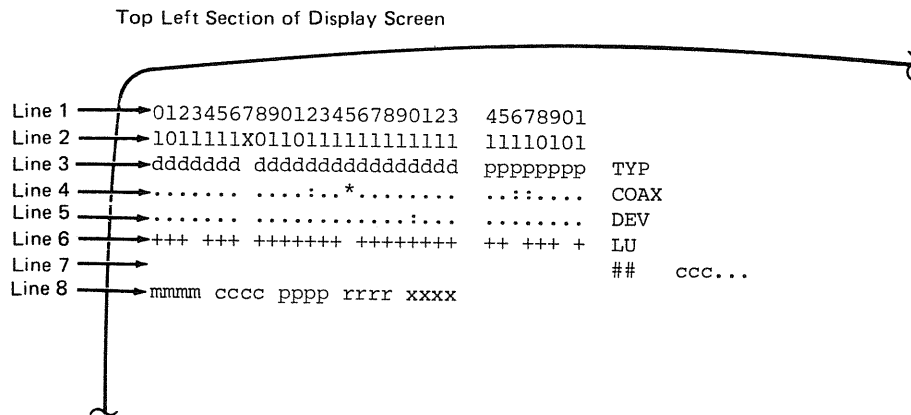 Top Left Section of Display Screen
Line 1 012345678901234567890123  45678901
Line 2 1011111X0110111111111111  11110101
Line 3 ddddddd dddddddddddddddd  pppppppp  TYP
Line 4 ....... ....:..*........  ..::....  COAX
Line 5 ....... ............:...  ........  DEV
Line 6 +++ +++ +++++++ ++++++++  ++ +++ +  LU
Line 7 ## ccc...
Line 8 mmmm cccc pppp rrrr xxxx